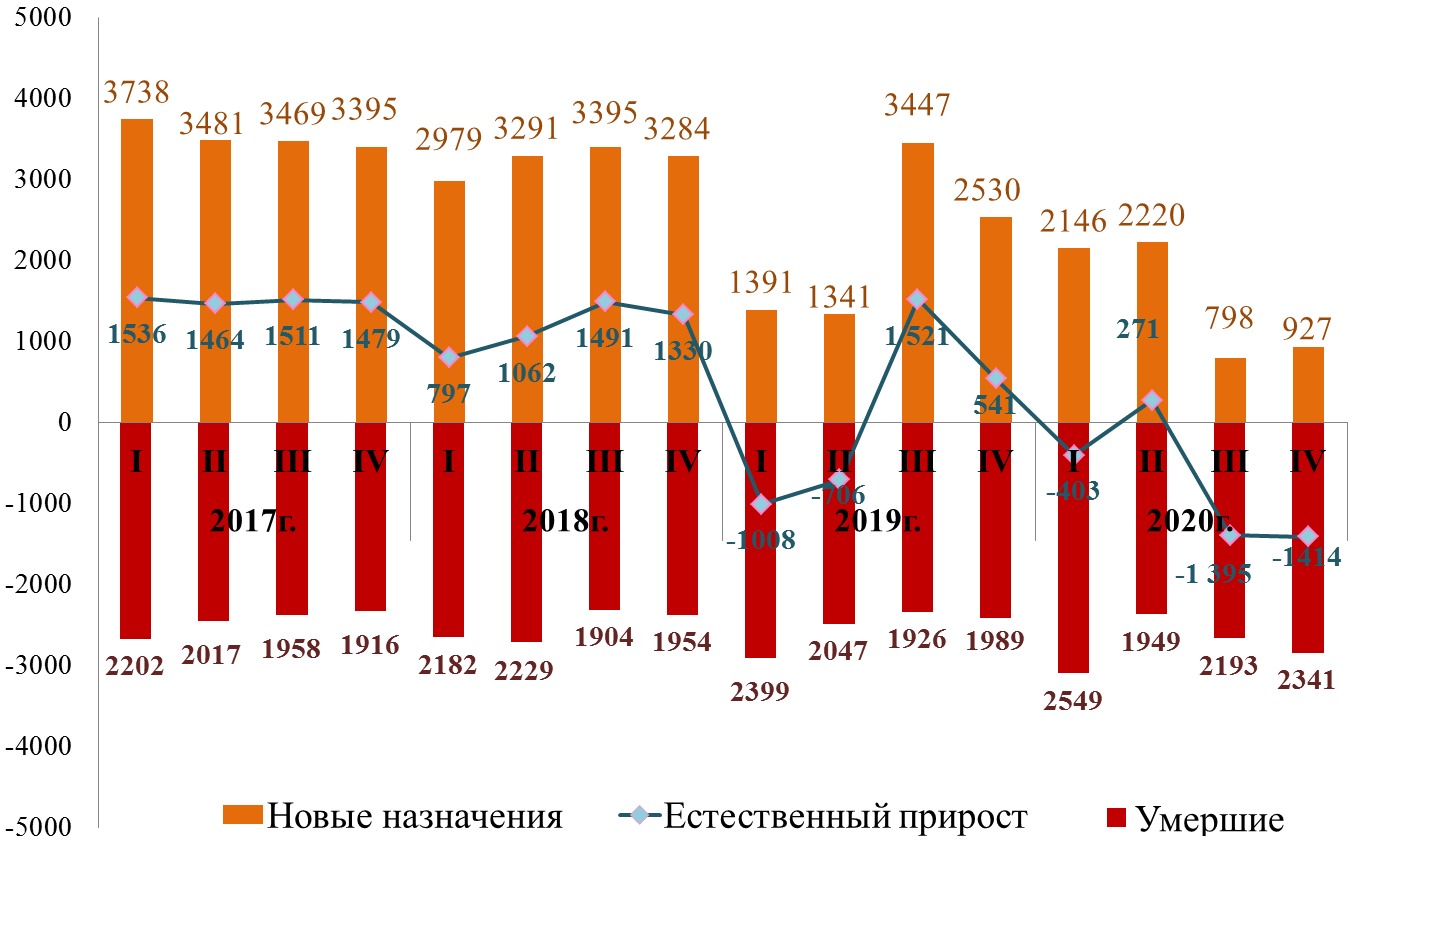 5000
4000
3000
2000
1000
0
-1000
-2000
-3000
-4000
-5000
3738 3481 3469 3395 2979 3291 3395 3284 1391 1341 3447 2530 2146 2220 798 927
1536 1464 1511 1479 797 1062 1491 1330 -1008 -706 1521 541 -403 271 -1 395 -1414
I II III IV I II III IV I II III IV I II III IV
2017г. 2018г. 2019г. 2020г.
2202 2017 1958 1916 2182 2229 1904 1954 2399 2047 1926 1989 2549 1949 2193 2341
Новые назначения Естественный прирост Умершие